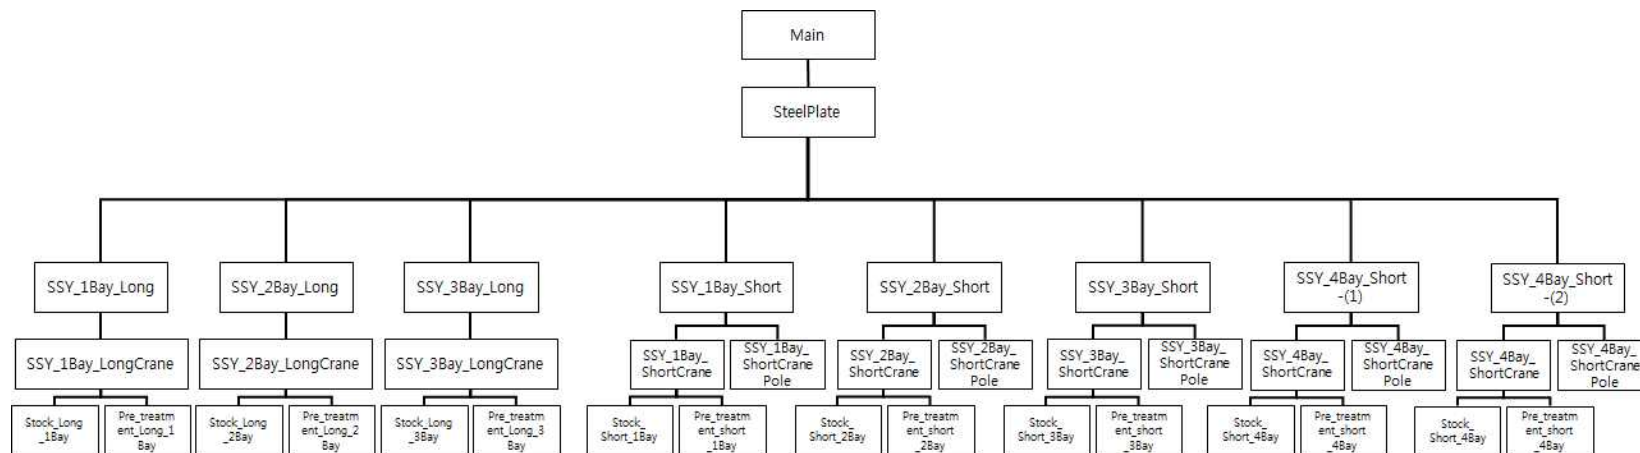 Main
SteelPlate
SSY_1Bay_Long
SSY_2Bay_Long
SSY_3Bay_Long
SSY_1Bay_Short
SSY_2Bay_Short
SSY_3Bay_Short
SSY_4Bay_Short
-(1)
SSY_4Bay_Short
-(2)
SSY_1Bay_LongCrane
SSY_2Bay_LongCrane
SSY_3Bay_LongCrane
SSY_1Bay_
ShortCrane
SSY_1Bay_
ShortCrane
Pole
SSY_2Bay_
ShortCrane
SSY_2Bay_
ShortCrane
Pole
SSY_3Bay_
ShortCrane
SSY_3Bay_
ShortCrane
Pole
SSY_4Bay_
ShortCrane
SSY_4Bay_
ShortCrane
Pole
SSY_4Bay_
ShortCrane
SSY_4Bay_
ShortCrane
Pole
Stock_Long
_1Bay
Pre_treatm
ent_Long_1
Bay
Stock_Long
_2Bay
Pre_treatm
ent_Long_2
Bay
Stock_Long
_3Bay
Pre_treatm
ent_Long_3
Bay
Stock_
Short_1Bay
Pre_treatm
ent_short
_1Bay
Stock_
Short_2Bay
Pre_treatm
ent_short
_2Bay
Stock_
Short_3Bay
Pre_treatm
ent_short
_3Bay
Stock_
Short_4Bay
Pre_treatm
ent_short
_4Bay
Stock_
Short_4Bay
Pre_treatm
ent_short
_4Bay